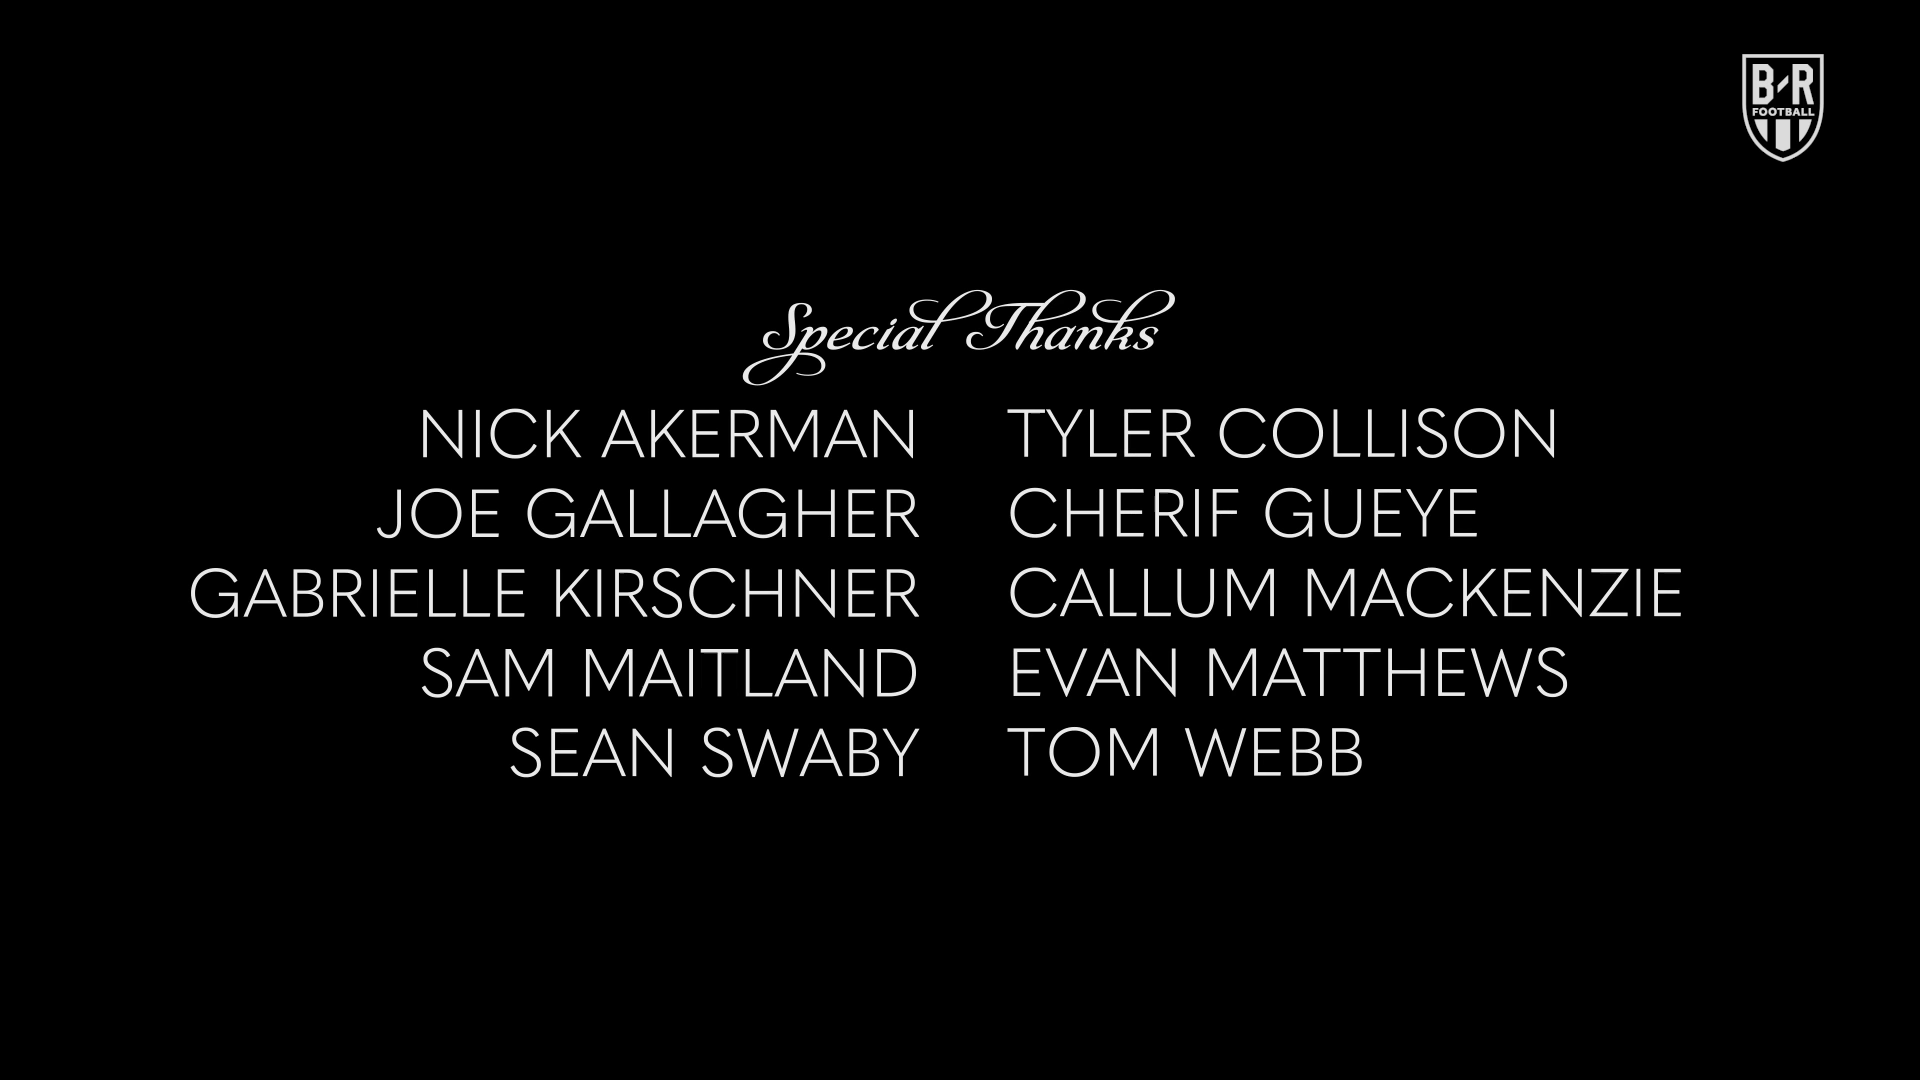 B/R
FOOTBALL
Special Thanks
NICK AKERMAN TYLER COLLISON
JOE GALLAGHER CHERIF GUEYE
GABRIELLE KIRSCHNER CALLUM MACKENZIE
SAM MAITLAND EVAN MATTHEWS
SEAN SWABY TOM WEBB